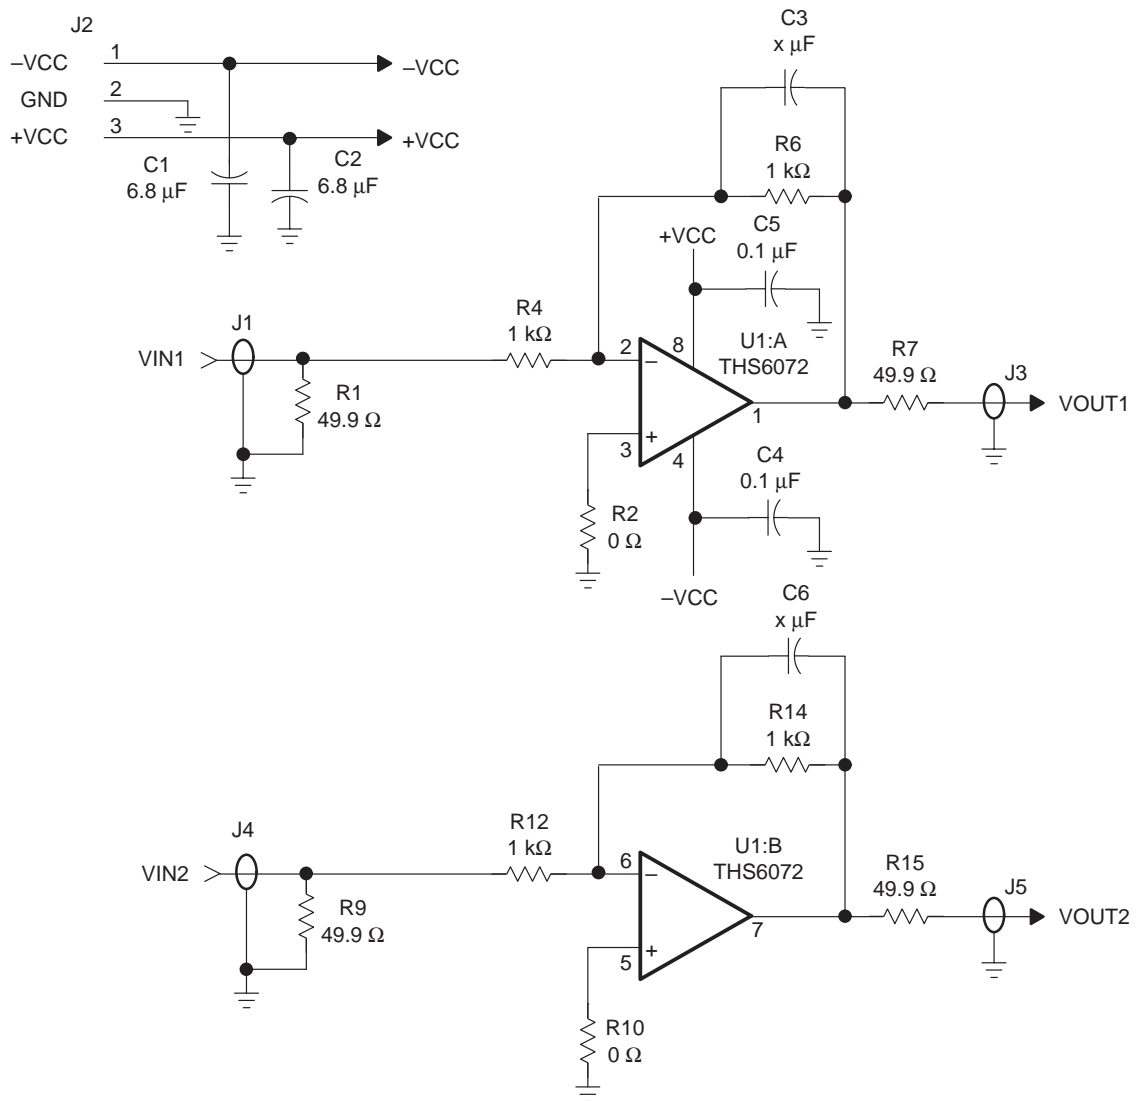 J2
–VCC 1 –VCC
GND 2
+VCC 3 +VCC
C1
6.8 µF
C2
6.8 µF
C3
x µF
R6
1 kΩ
C5
0.1 µF
+VCC
VIN1
J1
R1
49.9 Ω
R4
1 kΩ
2
–
8
U1:A
THS6072
3
+
4
1
R7
49.9 Ω
J3
VOUT1
R2
0 Ω
C4
0.1 µF
–VCC
C6
x µF
R14
1 kΩ
VIN2
J4
R9
49.9 Ω
R12
1 kΩ
6
–
U1:B
THS6072
5
+
7
R15
49.9 Ω
J5
VOUT2
R10
0 Ω